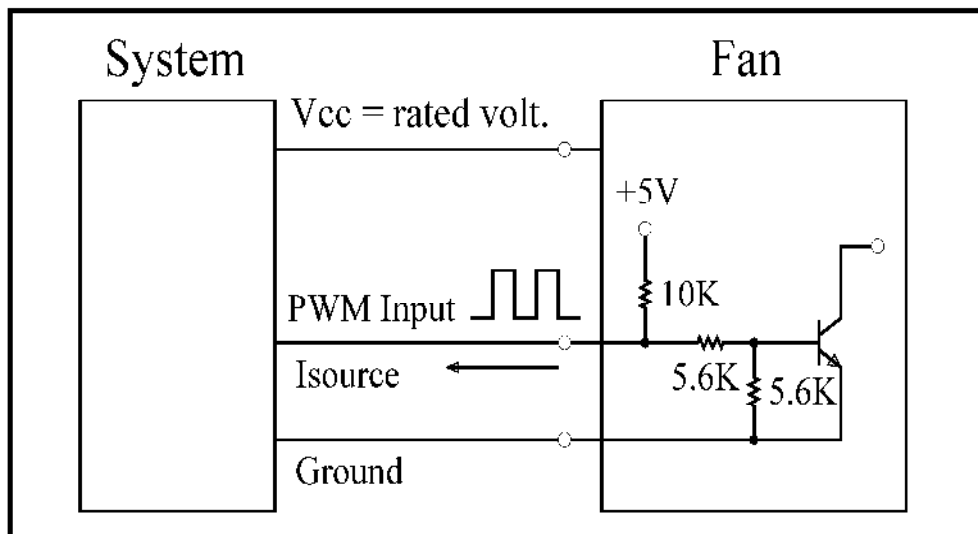 System
Fan
Vcc = rated volt.
+5V
10K
PWM Input
5.6K
5.6K
Isource
Ground